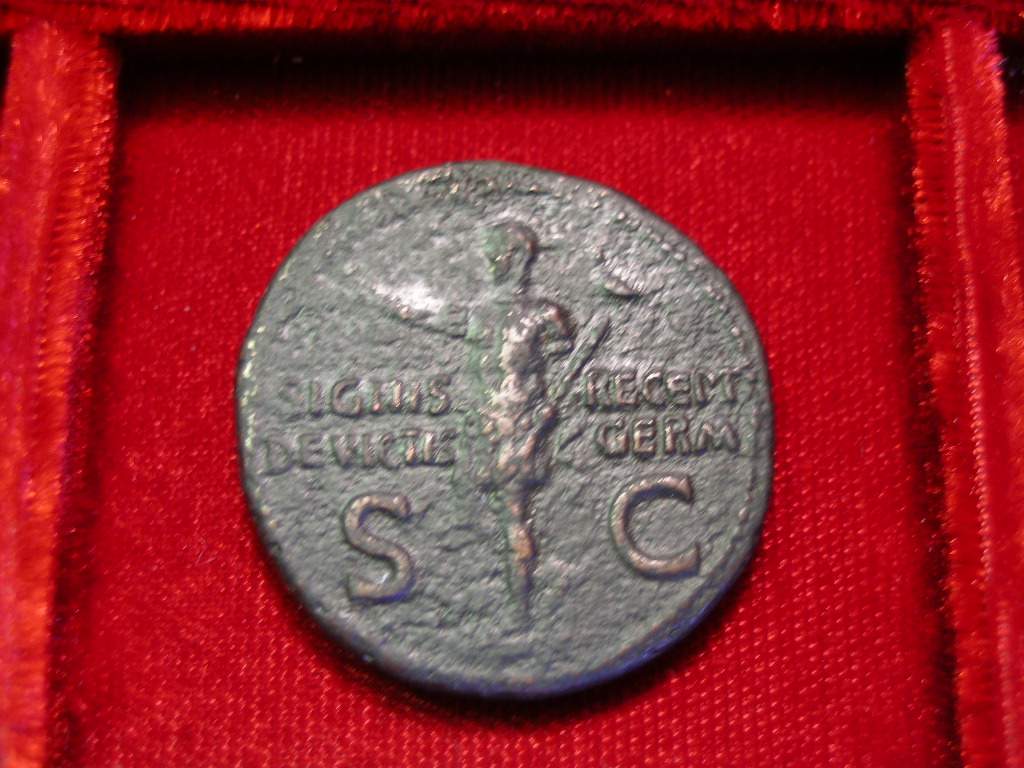 SIGNIS RECEPT
DEVICTIS GERM
S C